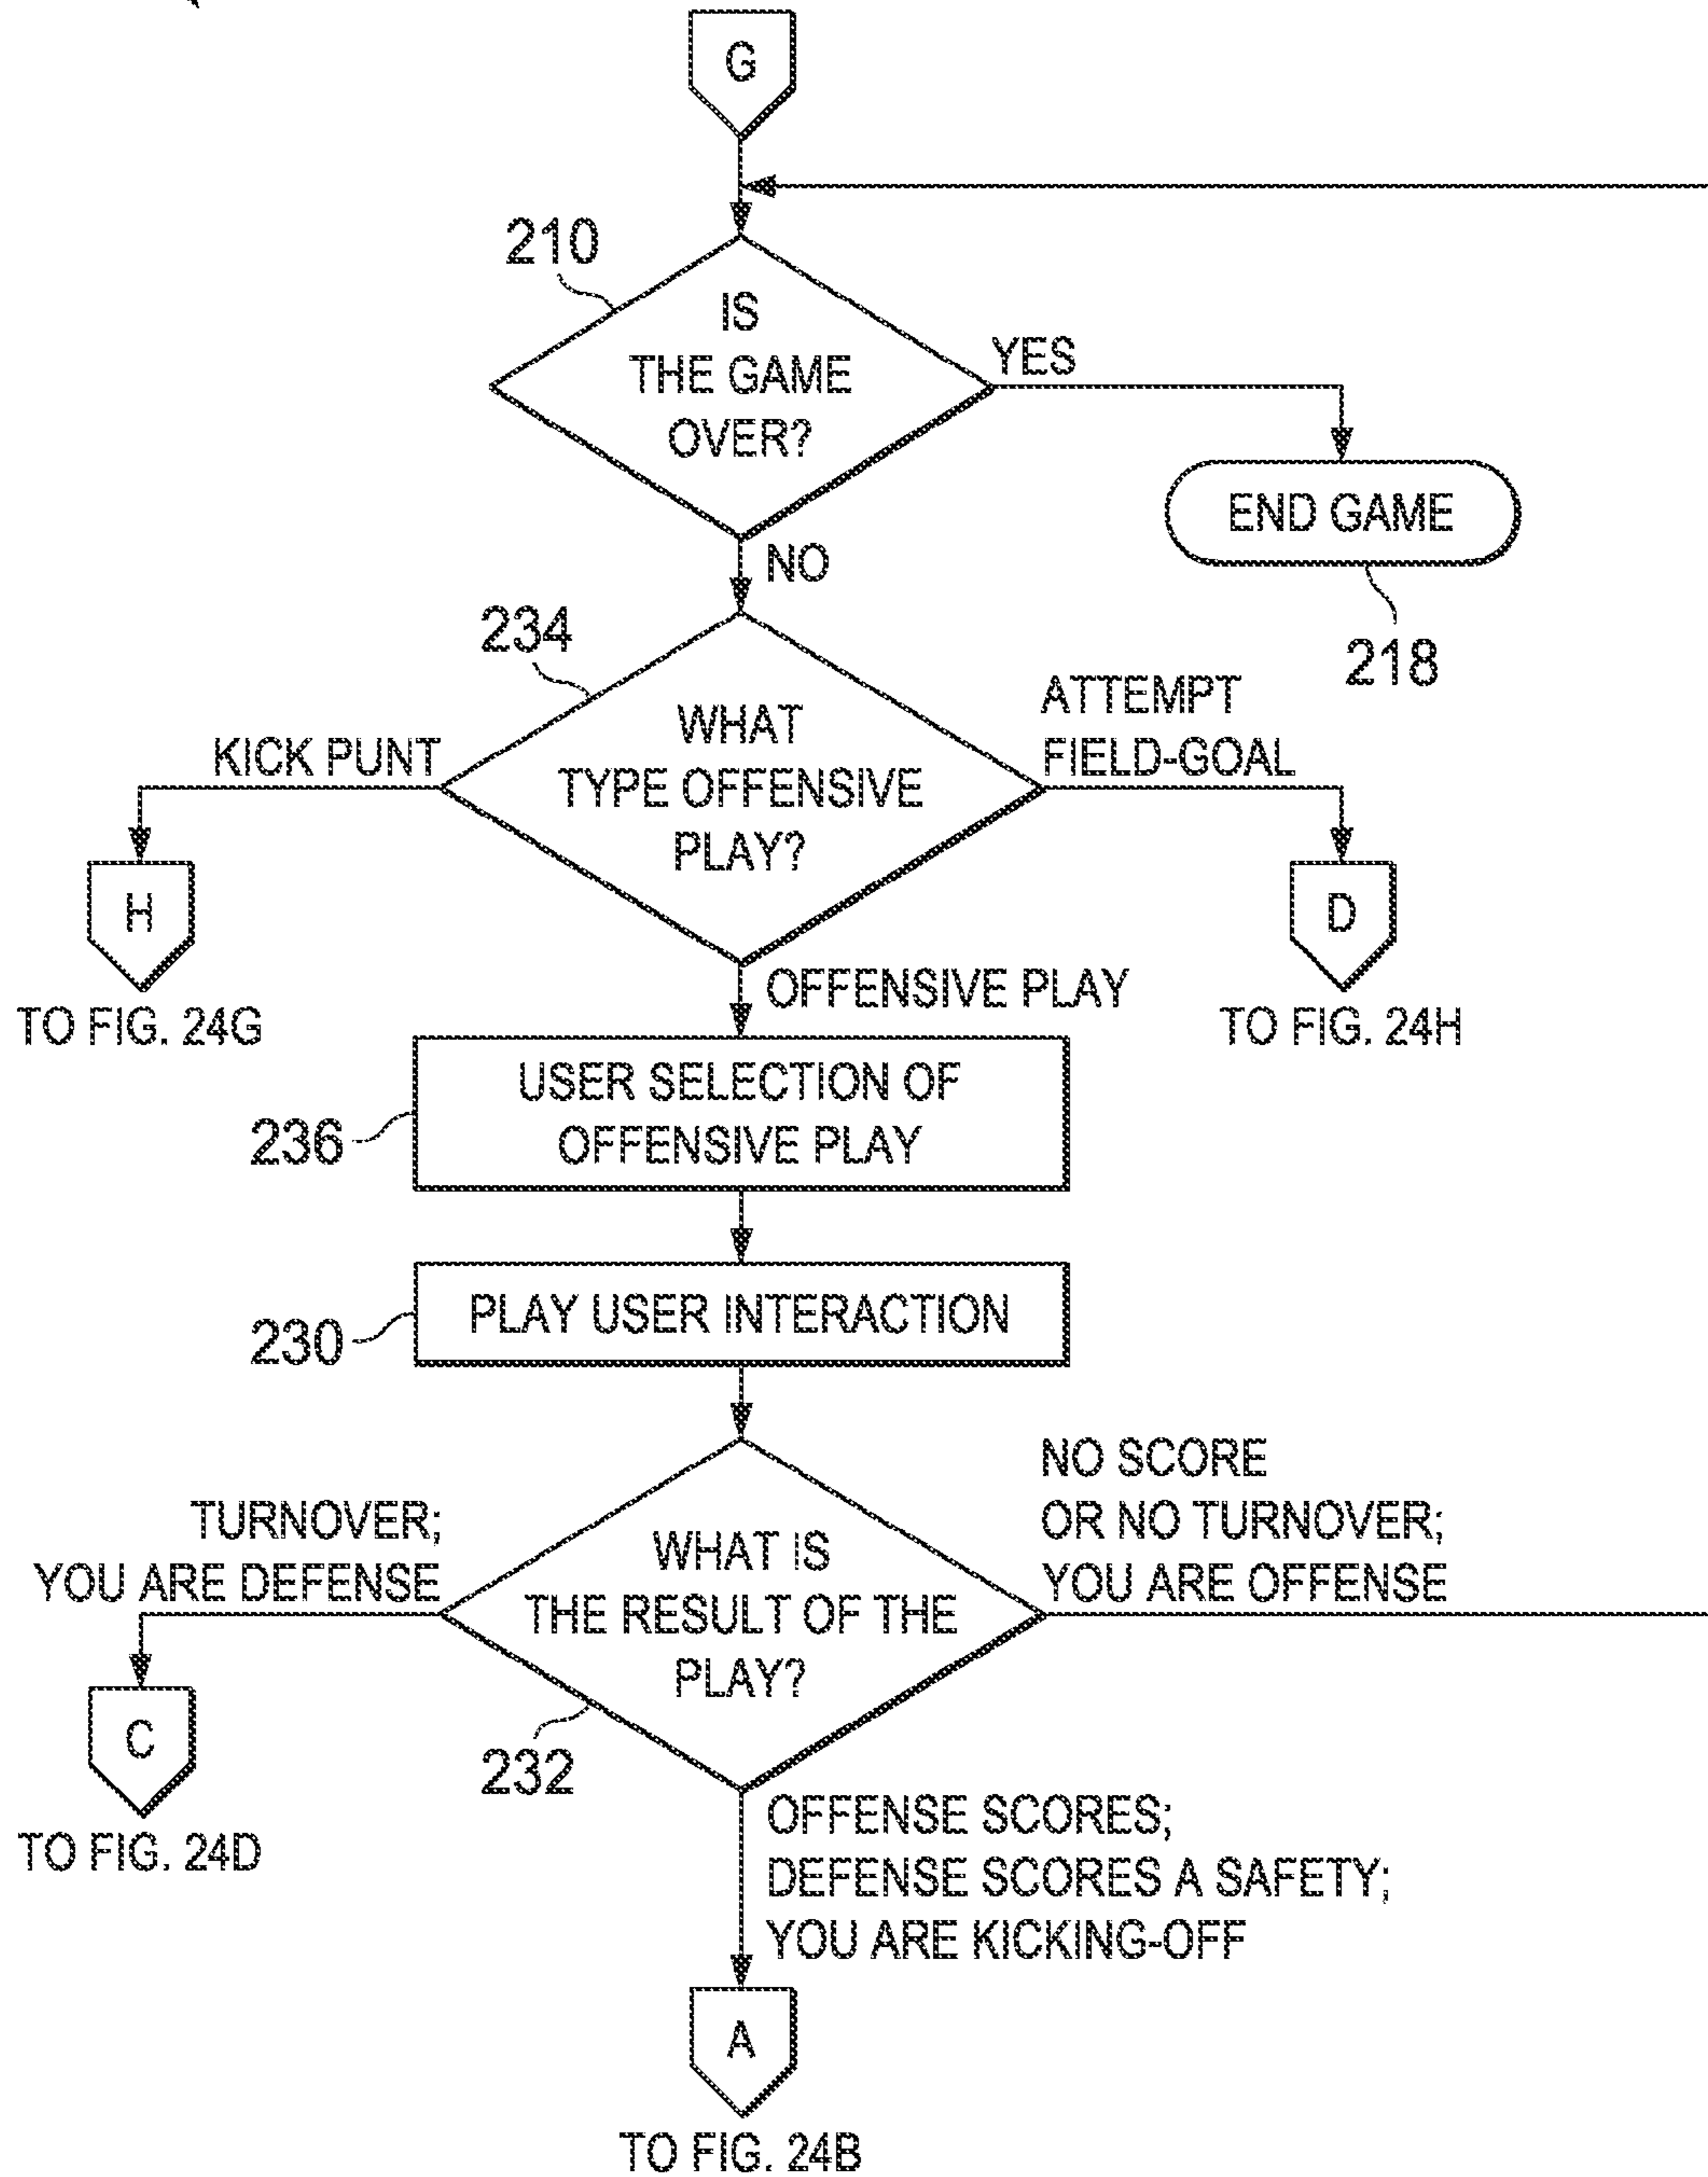 G
210
IS
THE GAME
OVER?
YES
END GAME
218
NO
234
WHAT
TYPE OFFENSIVE
PLAY?
KICK PUNT
ATTEMPT
FIELD-GOAL
H
TO FIG. 24G
D
TO FIG. 24H
OFFENSIVE PLAY
USER SELECTION OF
OFFENSIVE PLAY
236
PLAY USER INTERACTION
230
WHAT IS
THE RESULT OF THE
PLAY?
232
TURNOVER;
YOU ARE DEFENSE
C
TO FIG. 24D
NO SCORE
OR NO TURNOVER;
YOU ARE OFFENSE
OFFENSE SCORES;
DEFENSE SCORES A SAFETY;
YOU ARE KICKING-OFF
A
TO FIG. 24B